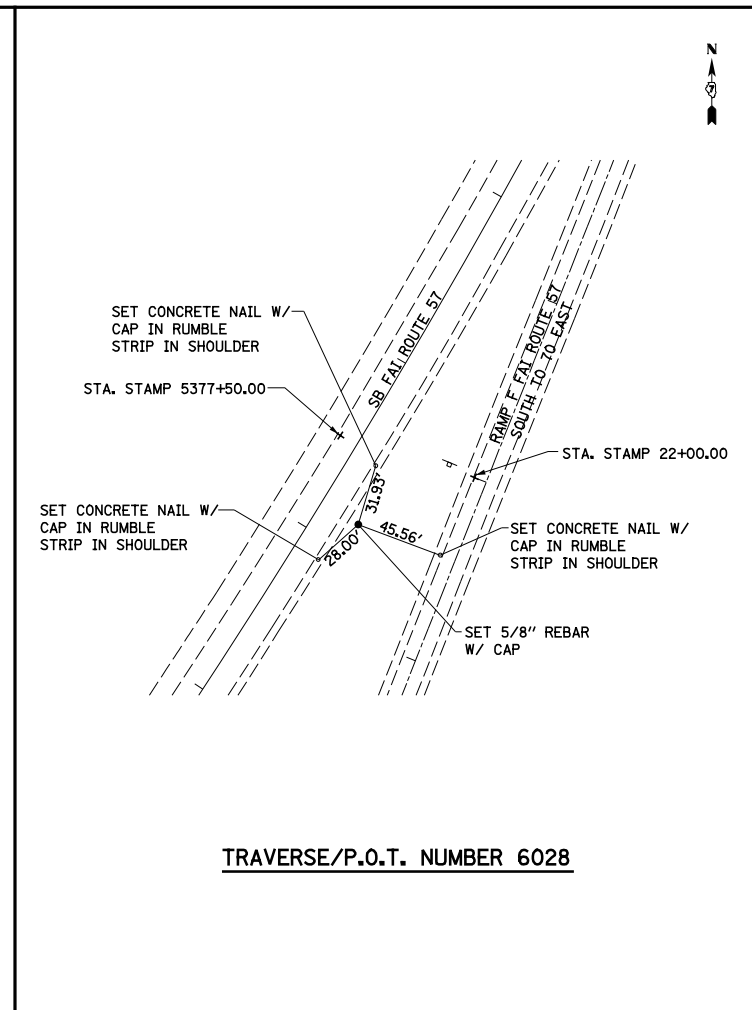 N
7
SET CONCRETE NAIL W/
CAP IN RUMBLE
STRIP IN SHOULDER
SB FAI ROUTE 57
RAMP F FAI ROUTE 57
SOUTH TO 70 EAST
STA. STAMP 5377+50.00
STA. STAMP 22+00.00
31.93'
SET CONCRETE NAIL W/
CAP IN RUMBLE
STRIP IN SHOULDER
28.00'
45.56'
SET CONCRETE NAIL W/
CAP IN RUMBLE
STRIP IN SHOULDER
SET 5/8" REBAR
W/ CAP
TRAVERSE/P.O.T. NUMBER 6028